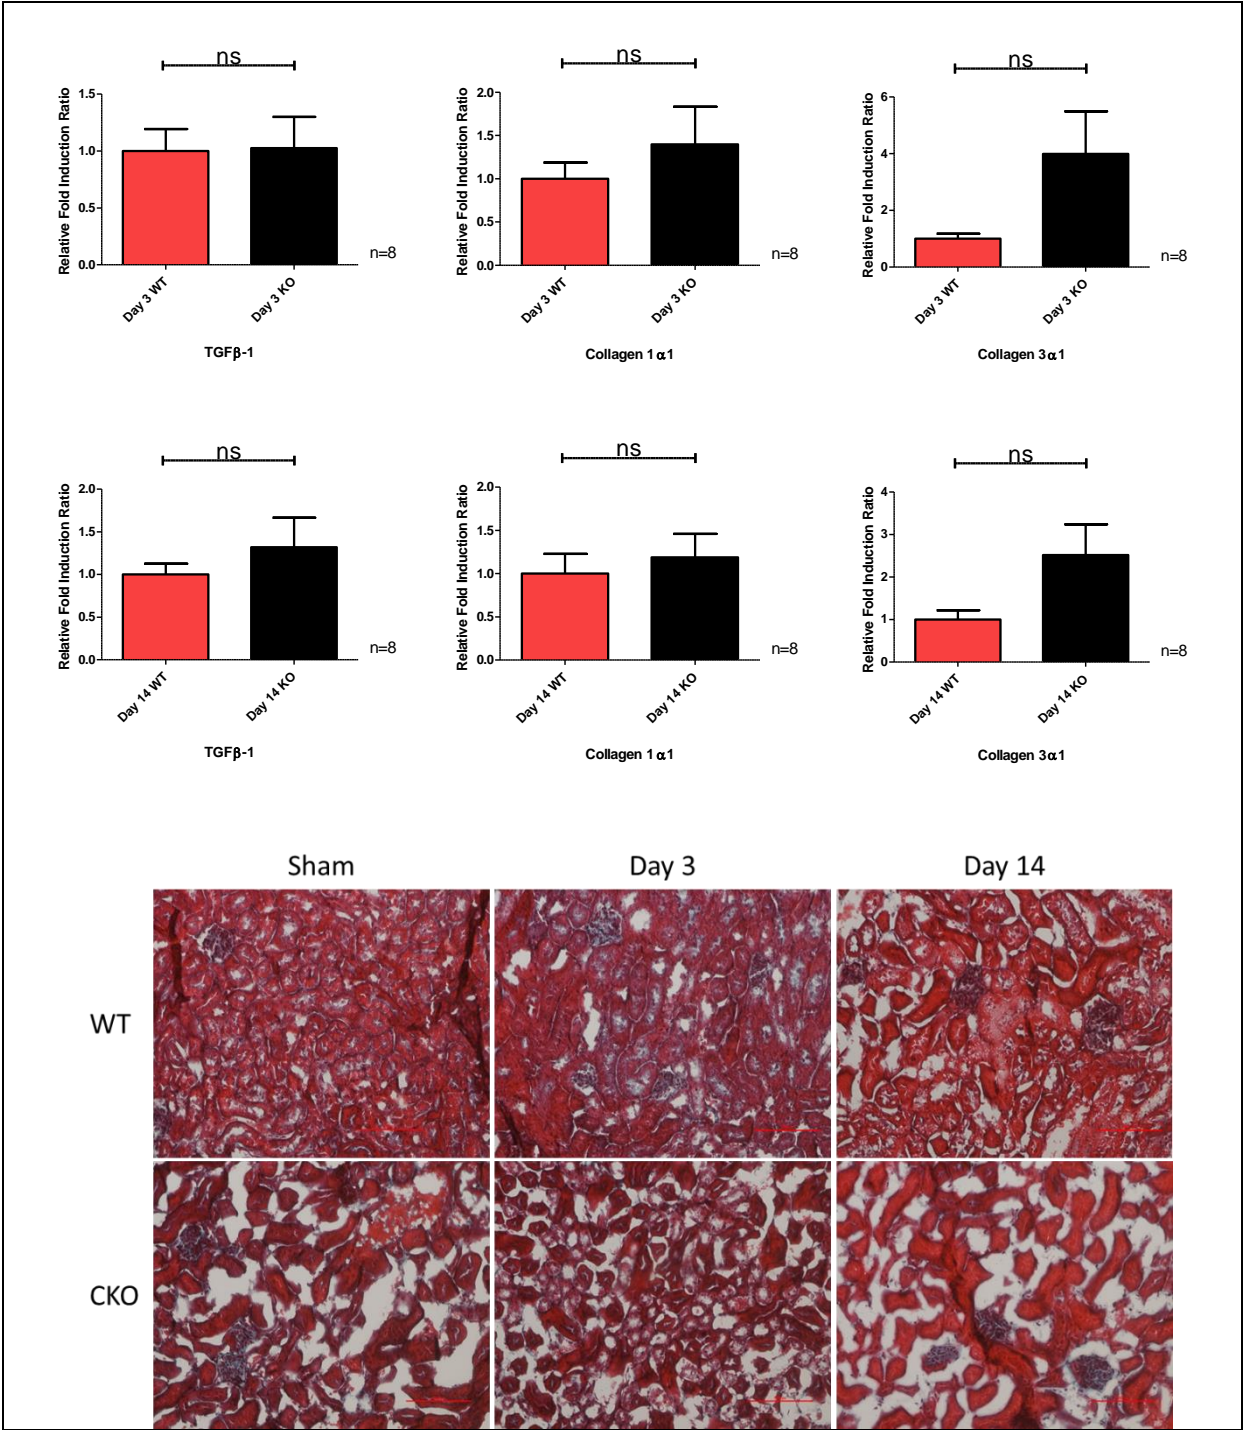 ns
ns
ns
Relative Fold Induction Ratio
1.5
1.0
0.5
0.0
Day 3 WT
Day 3 KO
n=8
TGFβ-1
Relative Fold Induction Ratio
2.0
1.5
1.0
0.5
0.0
Day 3 WT
Day 3 KO
n=8
Collagen 1α1
Relative Fold Induction Ratio
6
4
2
0
Day 3 WT
Day 3 KO
n=8
Collagen 3α1
ns
ns
ns
Relative Fold Induction Ratio
2.0
1.5
1.0
0.5
0.0
Day 14 WT
Day 14 KO
n=8
TGFβ-1
Relative Fold Induction Ratio
2.0
1.5
1.0
0.5
0.0
Day 14 WT
Day 14 KO
n=8
Collagen 1α1
Relative Fold Induction Ratio
4
3
2
1
0
Day 14 WT
Day 14 KO
n=8
Collagen 3α1
Sham
Day 3
Day 14
WT
CKO